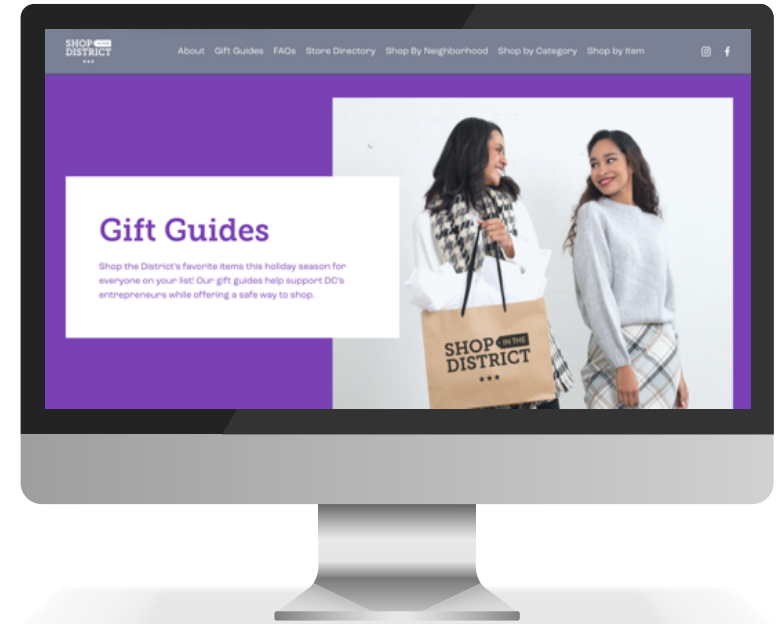 SHOP IN THE
DISTRICT
About Gift Guides FAQs Store Directory Shop By Neighborhood Shop by Category Shop by Item
Gift Guides
Shop the District's favorite items this holiday season for
everyone on your list! Our gift guides help support DC's
entrepreneurs while offering a safe way to shop.
SHOP IN THE
DISTRICT